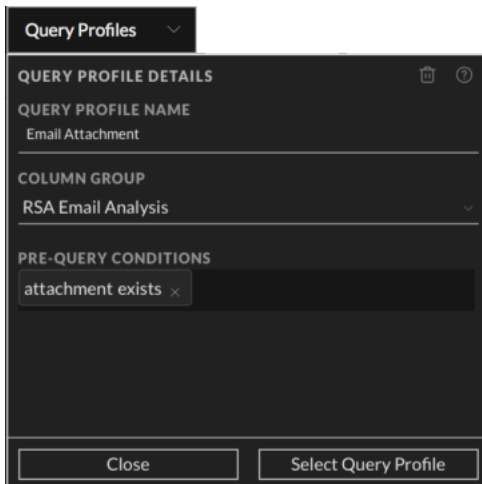 Query Profiles
QUERY PROFILE DETAILS
QUERY PROFILE NAME
Email Attachment
COLUMN GROUP
RSA Email Analysis
PRE-QUERY CONDITIONS
attachment exists ×
Close
Select Query Profile